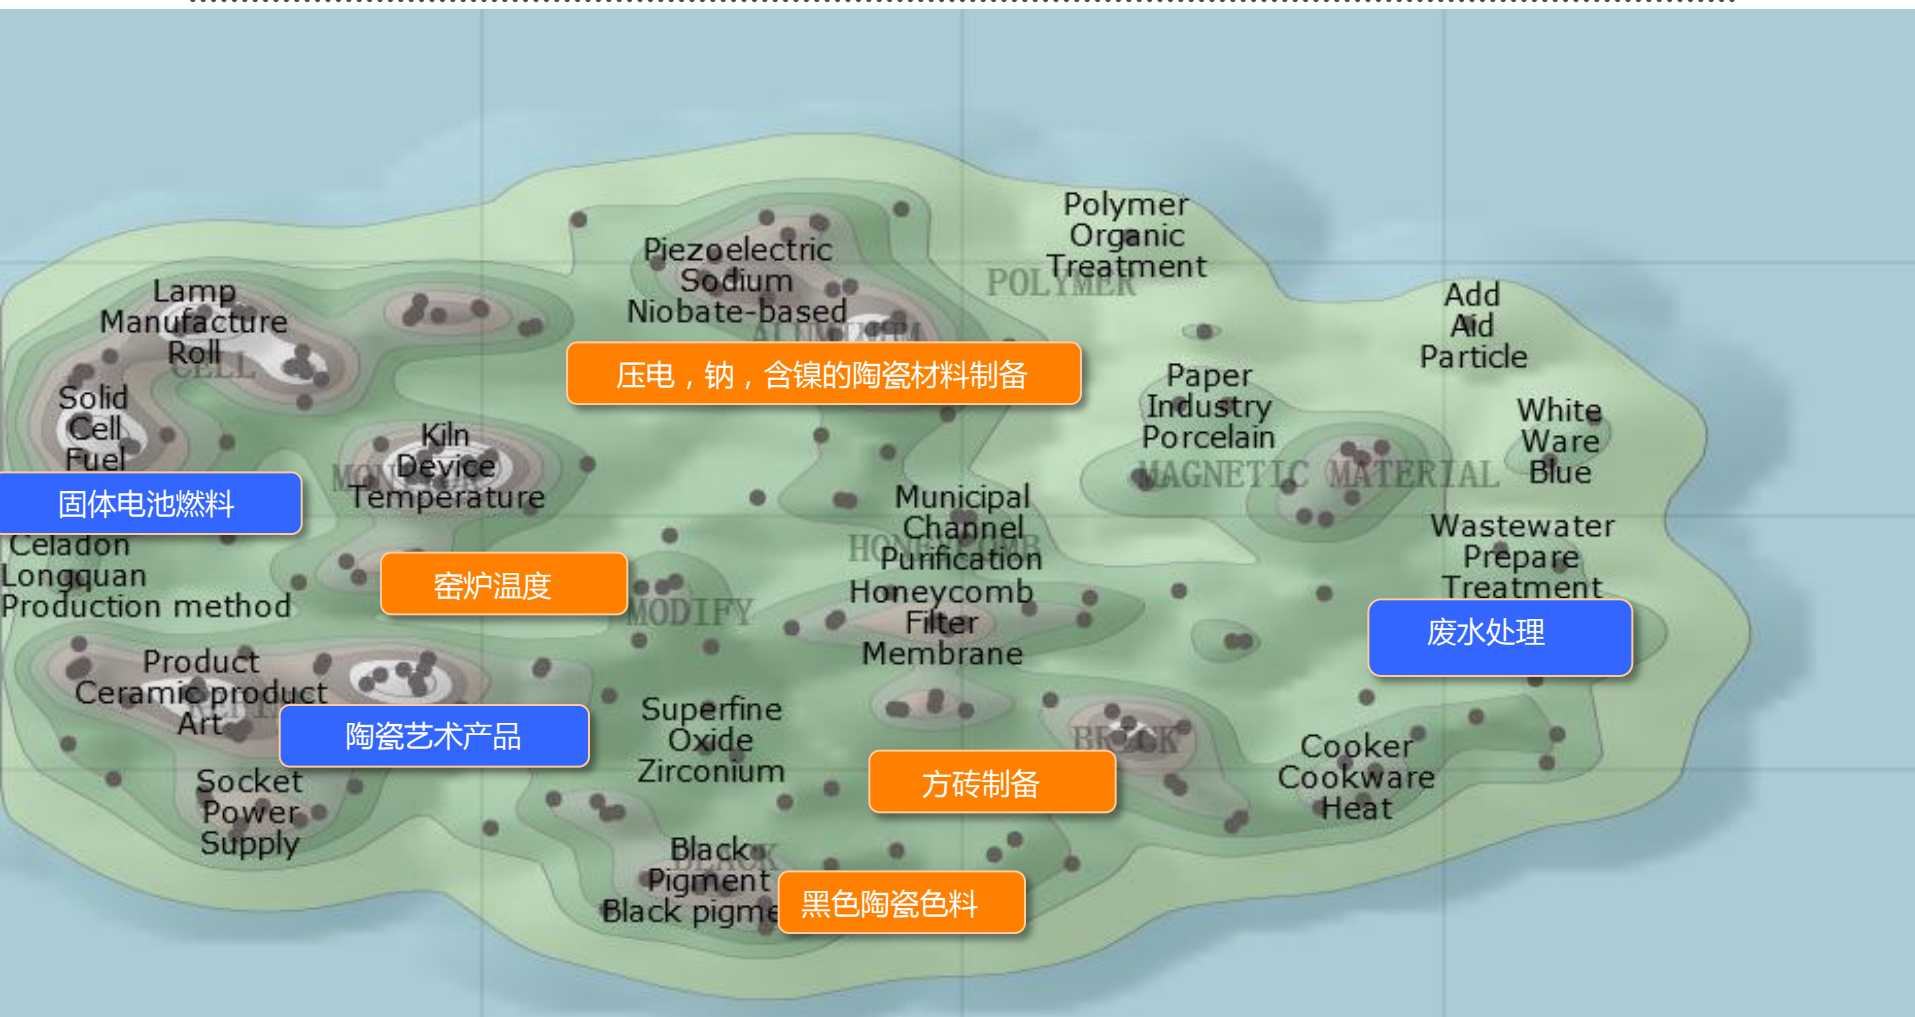 Polymer
Organic
Treatment
POLYMER
Piezoelectric
Sodium
Niobate-based
ALUMINUM
压电，钠，含镍的陶瓷材料制备
Lamp
Manufacture
Roll
CELL
Add
Aid
Particle
Solid
Cell
Fuel
固体电池燃料
Kiln
Device
Temperature
Paper
Industry
Porcelain
MAGNETIC MATERIAL
White
Ware
Blue
Municipal
Channel
Purification
HONEYCOMB
Honeycomb
Filter
Membrane
Wastewater
Prepare
Treatment
废水处理
Celadon
Longquan
Production method
窑炉温度
MODIFY
Product
Ceramic product
Art
陶瓷艺术产品
Superfine
Oxide
Zirconium
BRICK
方砖制备
Cooker
Cookware
Heat
Socket
Power
Supply
BLACK
Black
Pigment
Black pigme
黑色陶瓷色料